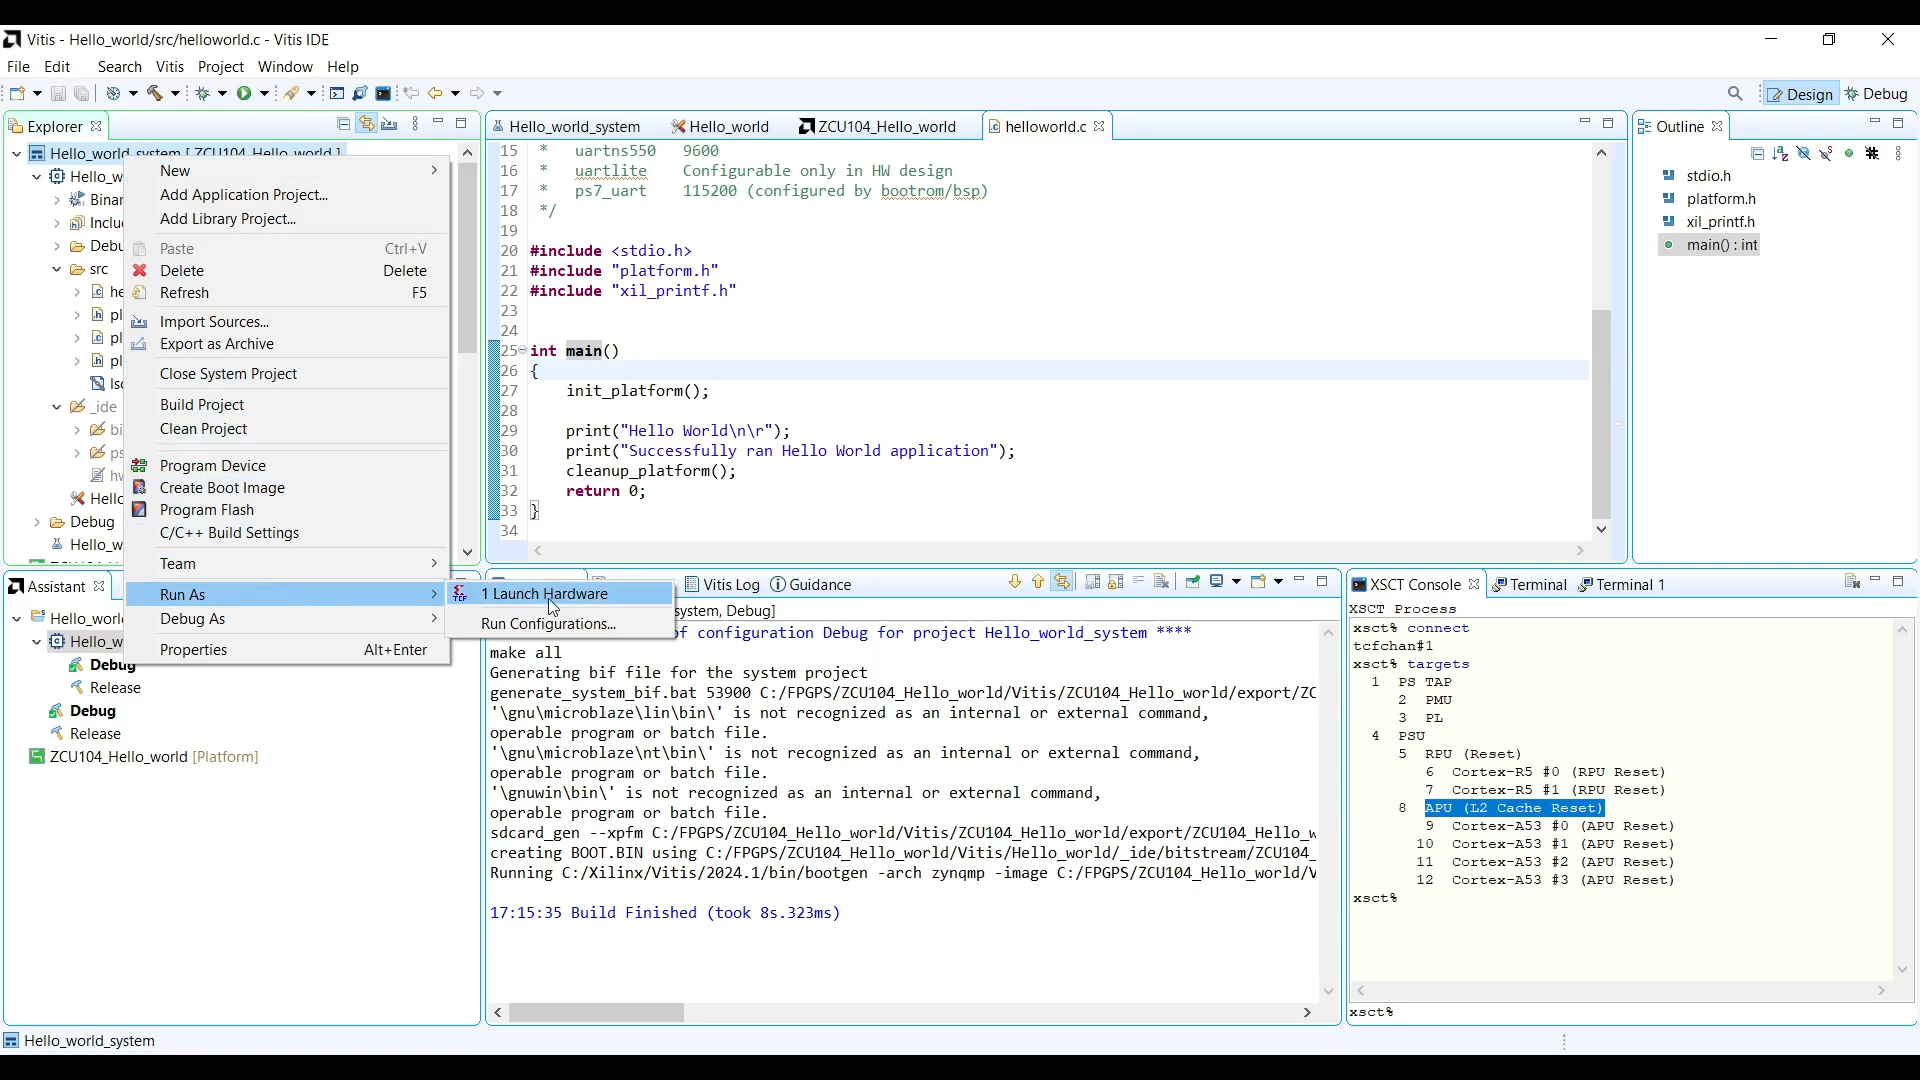 Vitis - Hello_world/src/helloworld.c - Vitis IDE
File Edit Search Vitis Project Window Help
Design Debug
Explorer
Hello_world_system [ ZCU104_Hello_world ]
Hello_w
Binar
Inclu
Debu
src
he
pl
pl
pl
lsc
_ide
bi
ps
hw
Hello
Debug
Hello_w
New
Add Application Project...
Add Library Project...
Paste Ctrl+V
Delete Delete
Refresh F5
Import Sources...
Export as Archive
Close System Project
Build Project
Clean Project
Program Device
Create Boot Image
Program Flash
C/C++ Build Settings
Team
Run As
Debug As
Properties Alt+Enter
1 Launch Hardware
Run Configurations...
Hello_world_system Hello_world ZCU104_Hello_world helloworld.c
15 * uartns550 9600
16 * uartlite Configurable only in HW design
17 * ps7_uart 115200 (configured by bootrom/bsp)
18 */
19
20 #include <stdio.h>
21 #include "platform.h"
22 #include "xil_printf.h"
23
24
25 int main()
26 {
27 init_platform();
28
29 print("Hello World\n\r");
30 print("Successfully ran Hello World application");
31 cleanup_platform();
32 return 0;
33 }
34
Outline
stdio.h
platform.h
xil_printf.h
main() : int
Assistant
Hello_worl
Hello_w
Debug
Release
Debug
Release
ZCU104_Hello_world [Platform]
Vitis Log Guidance
system, Debug]
of configuration Debug for project Hello_world_system ****
make all
Generating bif file for the system project
generate_system_bif.bat 53900 C:/FPGPS/ZCU104_Hello_world/Vitis/ZCU104_Hello_world/export/ZC
'\gnu\microblaze\lin\bin\' is not recognized as an internal or external command,
operable program or batch file.
'\gnu\microblaze\nt\bin\' is not recognized as an internal or external command,
operable program or batch file.
'\gnuwin\bin\' is not recognized as an internal or external command,
operable program or batch file.
sdcard_gen --xpfm C:/FPGPS/ZCU104_Hello_world/Vitis/ZCU104_Hello_world/export/ZCU104_Hello_w
creating BOOT.BIN using C:/FPGPS/ZCU104_Hello_world/Vitis/Hello_world/_ide/bitstream/ZCU104_
Running C:/Xilinx/Vitis/2024.1/bin/bootgen -arch zynqmp -image C:/FPGPS/ZCU104_Hello_world/V
17:15:35 Build Finished (took 8s.323ms)
XSCT Console Terminal Terminal 1
XSCT Process
xsct% connect
tcfchan#1
xsct% targets
1 PS TAP
2 PMU
3 PL
4 PSU
5 RPU (Reset)
6 Cortex-R5 #0 (RPU Reset)
7 Cortex-R5 #1 (RPU Reset)
8 APU (L2 Cache Reset)
9 Cortex-A53 #0 (APU Reset)
10 Cortex-A53 #1 (APU Reset)
11 Cortex-A53 #2 (APU Reset)
12 Cortex-A53 #3 (APU Reset)
xsct%
xsct%
Hello_world_system